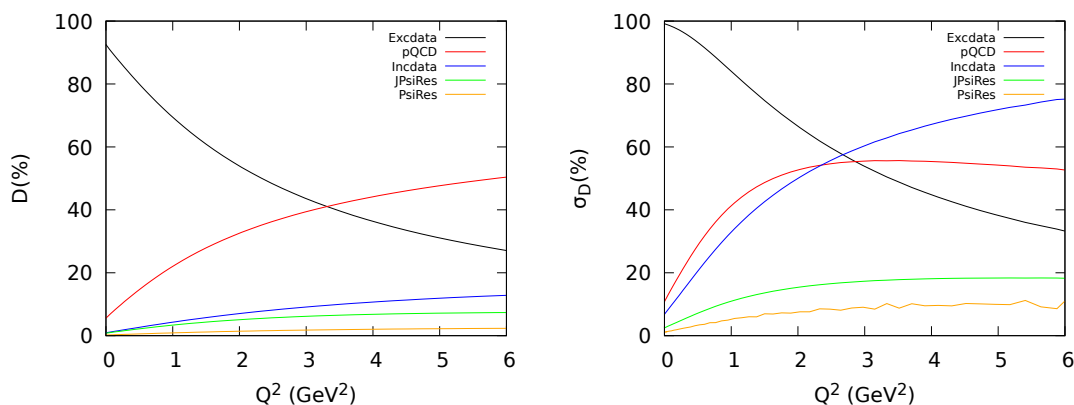 100
80
60
40
20
0
D(%)
Excdata
pQCD
Incdata
JPsiRes
PsiRes
0 1 2 3 4 5 6
Q² (GeV²)
100
80
60
40
20
0
σ_D(%)
Excdata
pQCD
Incdata
JPsiRes
PsiRes
0 1 2 3 4 5 6
Q² (GeV²)